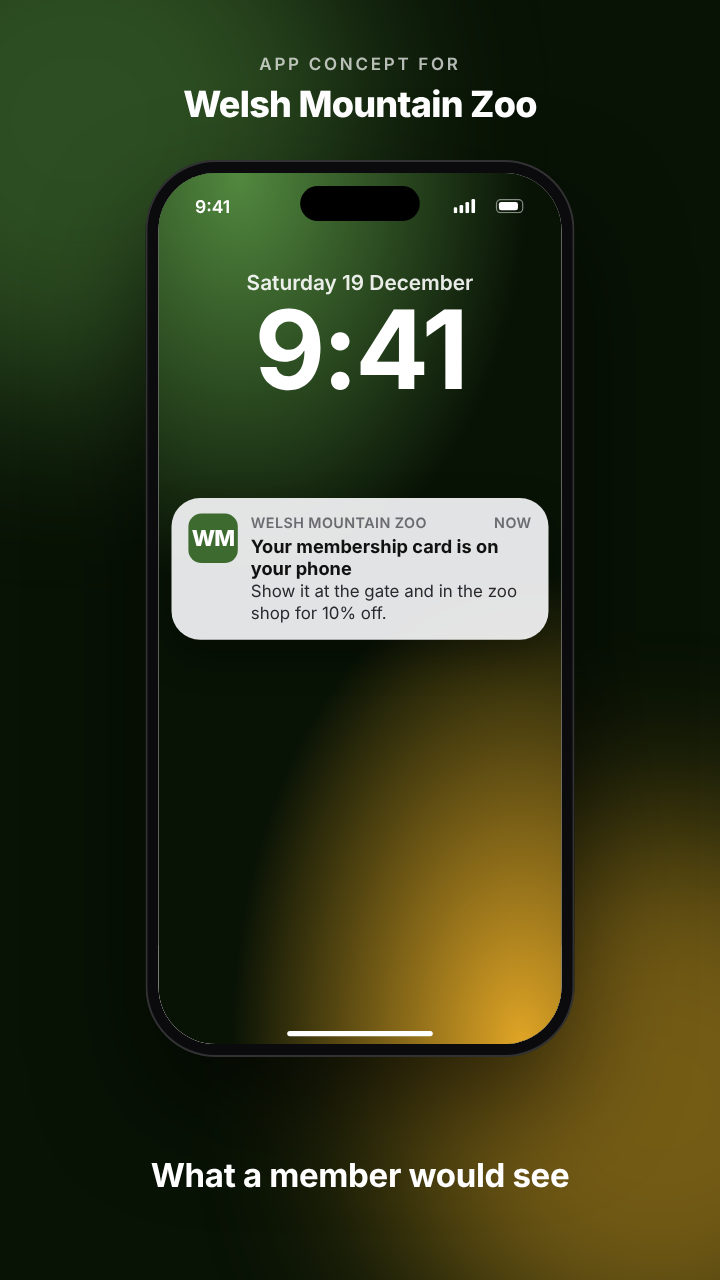 APP CONCEPT FOR
Welsh Mountain Zoo
9:41
Saturday 19 December
9:41
WM
WELSH MOUNTAIN ZOO NOW
Your membership card is on
your phone
Show it at the gate and in the zoo
shop for 10% off.
What a member would see